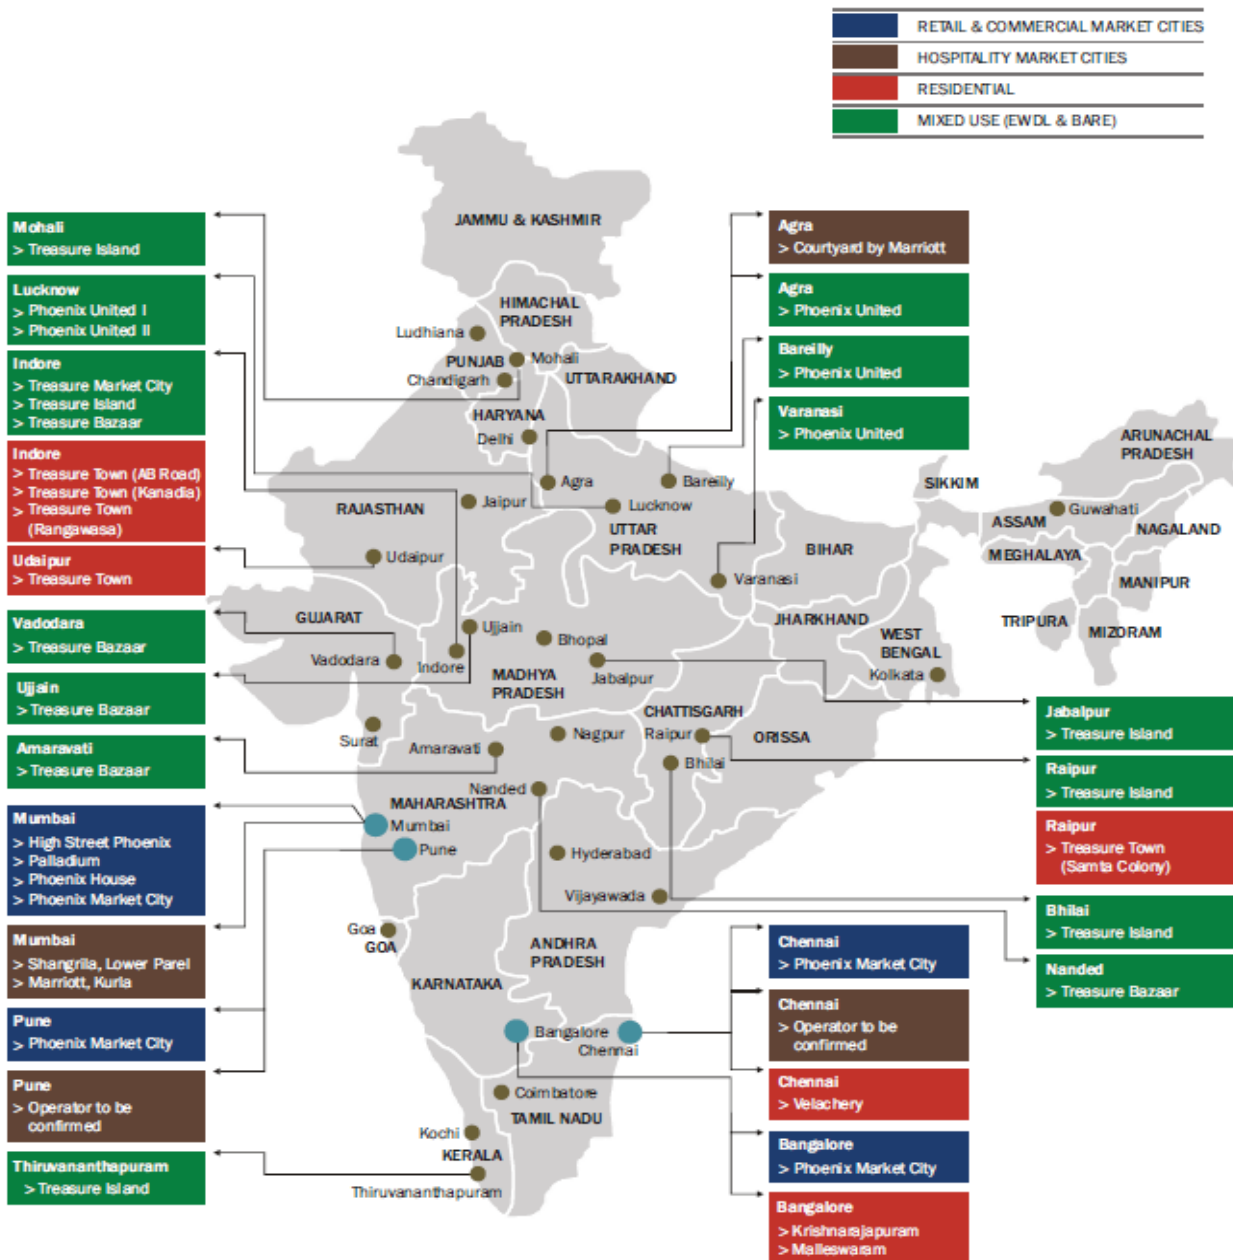 RETAIL & COMMERCIAL MARKET CITIES
HOSPITALITY MARKET CITIES
RESIDENTIAL
MIXED USE (EWDL & BARE)
Mohali
> Treasure Island
Lucknow
> Phoenix United I
> Phoenix United II
Indore
> Treasure Market City
> Treasure Island
> Treasure Bazaar
Indore
> Treasure Town (AB Road)
> Treasure Town (Kanadia)
> Treasure Town
(Rangawasa)
Udaipur
> Treasure Town
Vadodara
> Treasure Bazaar
Ujjain
> Treasure Bazaar
Amaravati
> Treasure Bazaar
Mumbai
> High Street Phoenix
> Palladium
> Phoenix House
> Phoenix Market City
Mumbai
> Shangrila, Lower Parel
> Marriott, Kurla
Pune
> Phoenix Market City
Pune
> Operator to be
confirmed
Thiruvananthapuram
> Treasure Island
JAMMU & KASHMIR
HIMACHAL
PRADESH
Ludhiana
PUNJAB
Mohali
Chandigarh
UTTARAKHAND
HARYANA
Delhi
Agra
Bareilly
Jaipur
Lucknow
RAJASTHAN
UTTAR
PRADESH
Udaipur
BIHAR
Varanasi
SIKKIM
ARUNACHAL
PRADESH
ASSAM
Guwahati
NAGALAND
MEGHALAYA
MANIPUR
TRIPURA
MIZORAM
GUJARAT
Ujjain
Bhopal
JHARKHAND
WEST
BENGAL
Vadodara
Indore
MADHYA
PRADESH
Jabalpur
Kolkata
CHATTISGARH
Surat
Amaravati
Nagpur
Raipur
ORISSA
Bhilai
Nanded
MAHARASHTRA
Mumbai
Pune
Hyderabad
Vijayawada
Goa
GOA
ANDHRA
PRADESH
KARNATAKA
Bangalore
Chennai
Coimbatore
TAMIL NADU
Kochi
KERALA
Thiruvananthapuram
Agra
> Courtyard by Marriott
Agra
> Phoenix United
Bareilly
> Phoenix United
Varanasi
> Phoenix United
Jabalpur
> Treasure Island
Raipur
> Treasure Island
Raipur
> Treasure Town
(Samta Colony)
Bhilai
> Treasure Island
Nanded
> Treasure Bazaar
Chennai
> Phoenix Market City
Chennai
> Operator to be
confirmed
Chennai
> Velachery
Bangalore
> Phoenix Market City
Bangalore
> Krishnarajapuram
> Malleswaram